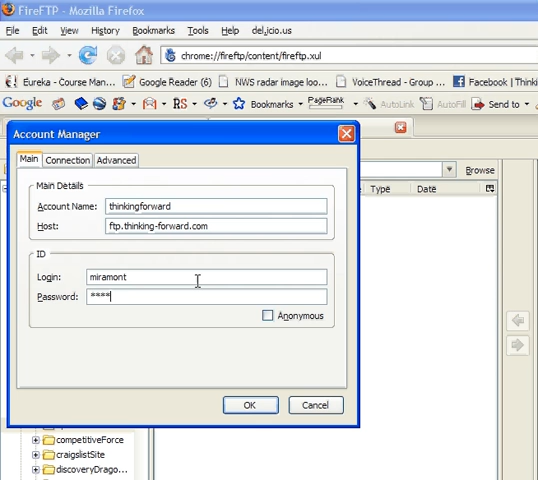 FireFTP - Mozilla Firefox
File Edit View History Bookmarks Tools Help del.icio.us
chrome://fireftp/content/fireftp.xul
Eureka - Course Man... Google Reader (6) NWS radar image loo... VoiceThread - Group ... Facebook | Thinki
Google RS Bookmarks PageRank AutoLink AutoFill Send to
Account Manager
Main Connection Advanced
Browse
Type Date
Main Details
Account Name: thinkingforward
Host: ftp.thinking-forward.com
ID
Login: miramont
Password: ****
Anonymous
OK Cancel
competitiveForce
craigslistSite
discoveryDrago...